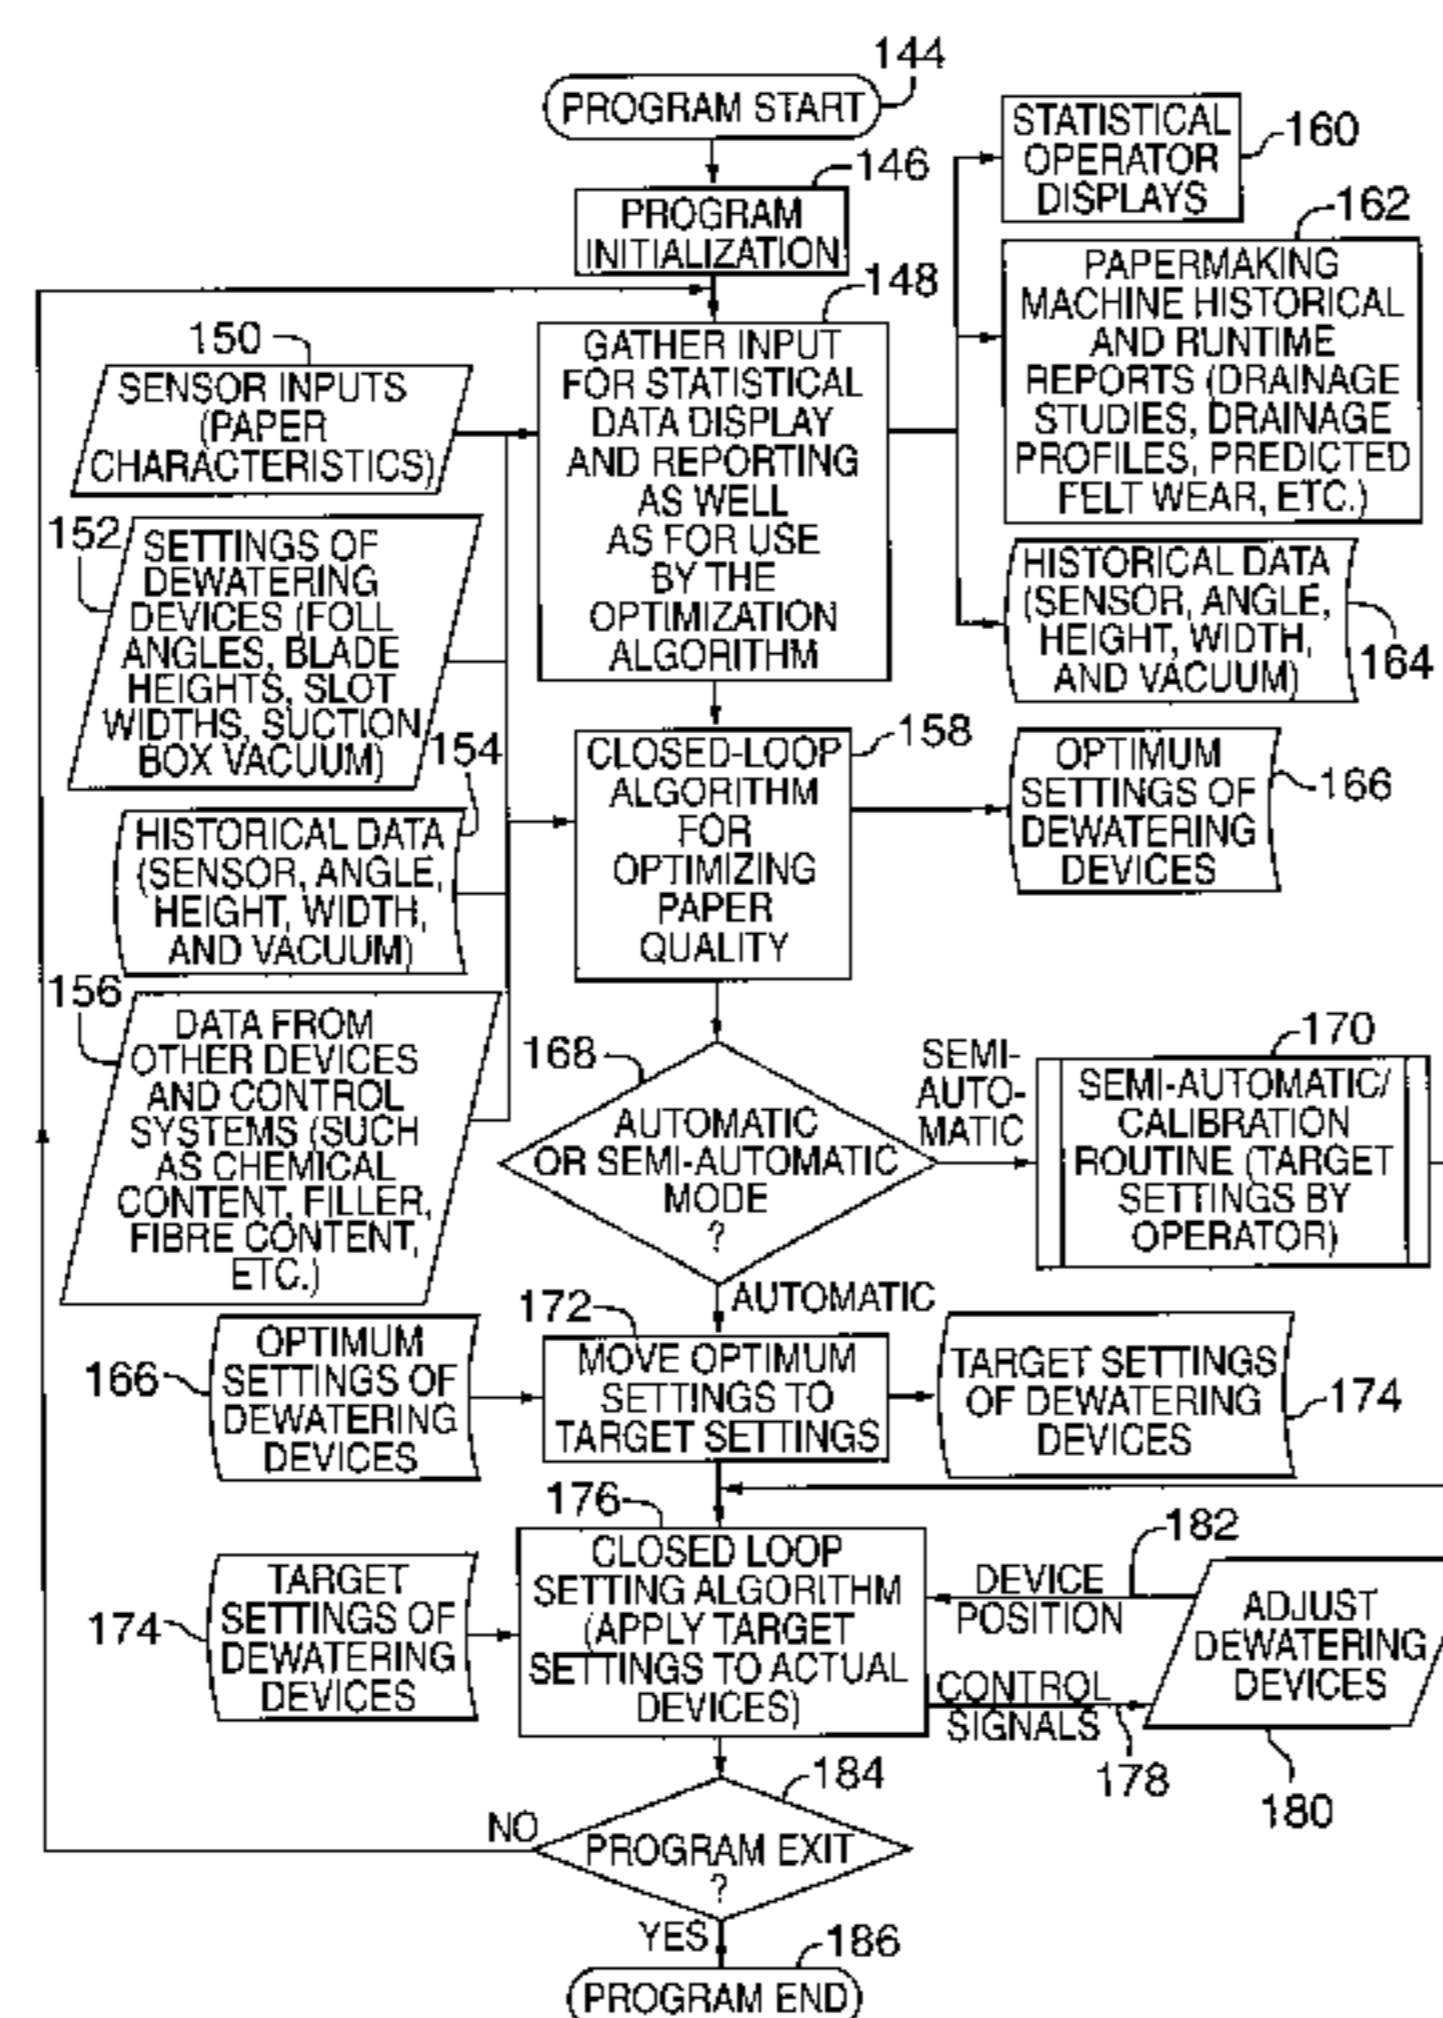 144
PROGRAM START
146
PROGRAM
INITIALIZATION
STATISTICAL
OPERATOR
DISPLAYS
160
162
PAPERMAKING
MACHINE HISTORICAL
AND RUNTIME
REPORTS (DRAINAGE
STUDIES, DRAINAGE
PROFILES, PREDICTED
FELT WEAR, ETC.)
148
GATHER INPUT
FOR STATISTICAL
DATA DISPLAY
AND REPORTING
AS WELL
AS FOR USE
BY THE
OPTIMIZATION
ALGORITHM
150
SENSOR INPUTS
(PAPER
CHARACTERISTICS)
152
SETTINGS OF
DEWATERING
DEVICES (FOLL
ANGLES, BLADE
HEIGHTS, SLOT
WIDTHS, SUCTION
BOX VACUUM)
HISTORICAL DATA
(SENSOR, ANGLE,
HEIGHT, WIDTH,
AND VACUUM)
164
154
HISTORICAL DATA
(SENSOR, ANGLE,
HEIGHT, WIDTH,
AND VACUUM)
158
CLOSED-LOOP
ALGORITHM
FOR
OPTIMIZING
PAPER
QUALITY
OPTIMUM
SETTINGS OF
DEWATERING
DEVICES
166
156
DATA FROM
OTHER DEVICES
AND CONTROL
SYSTEMS (SUCH
AS CHEMICAL
CONTENT, FILLER,
FIBRE CONTENT,
ETC.)
168
AUTOMATIC
OR SEMI-AUTOMATIC
MODE
?
SEMI-
AUTO-
MATIC
170
SEMI-AUTOMATIC/
CALIBRATION
ROUTINE (TARGET
SETTINGS BY
OPERATOR)
AUTOMATIC
166
OPTIMUM
SETTINGS OF
DEWATERING
DEVICES
172
MOVE OPTIMUM
SETTINGS TO
TARGET SETTINGS
TARGET SETTINGS
OF DEWATERING
DEVICES
174
174
TARGET
SETTINGS OF
DEWATERING
DEVICES
176
CLOSED LOOP
SETTING ALGORITHM
(APPLY TARGET
SETTINGS TO ACTUAL
DEVICES)
182
DEVICE
POSITION
CONTROL
SIGNALS
178
ADJUST
DEWATERING
DEVICES
180
184
PROGRAM EXIT
?
NO
YES
186
PROGRAM END